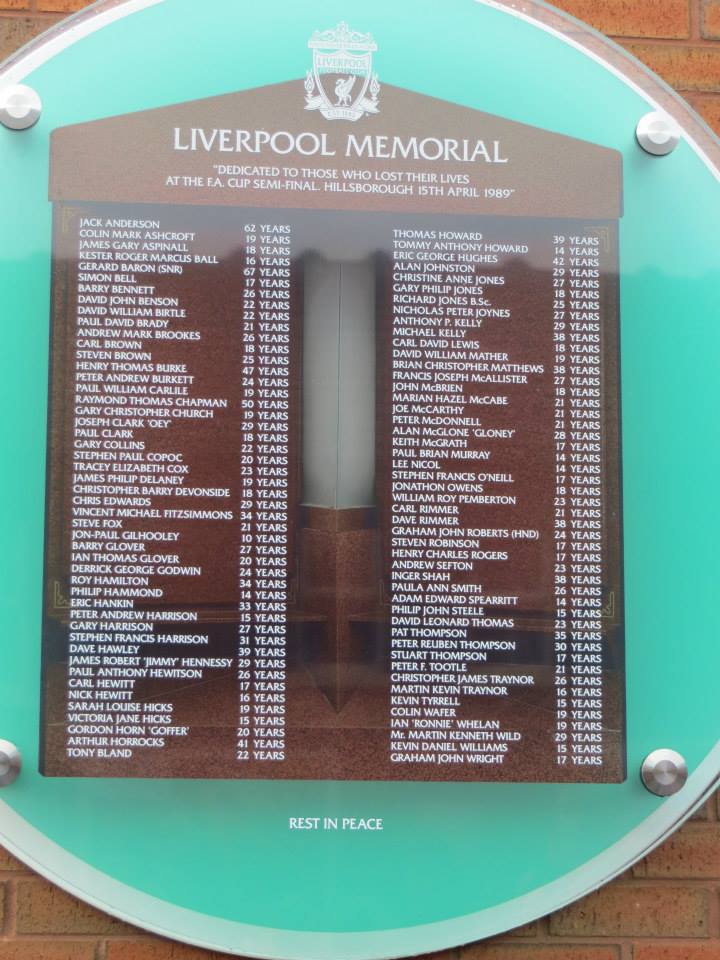 LIVERPOOL
FOOTBALL CLUB
EST·1892
LIVERPOOL MEMORIAL
"DEDICATED TO THOSE WHO LOST THEIR LIVES
AT THE F.A. CUP SEMI-FINAL. HILLSBOROUGH 15TH APRIL 1989"
JACK ANDERSON 62 YEARS
COLIN MARK ASHCROFT 19 YEARS
JAMES GARY ASPINALL 18 YEARS
KESTER ROGER MARCUS BALL 16 YEARS
GERARD BARON (SNR) 67 YEARS
SIMON BELL 17 YEARS
BARRY BENNETT 26 YEARS
DAVID JOHN BENSON 22 YEARS
DAVID WILLIAM BIRTLE 22 YEARS
PAUL DAVID BRADY 21 YEARS
ANDREW MARK BROOKES 26 YEARS
CARL BROWN 18 YEARS
STEVEN BROWN 25 YEARS
HENRY THOMAS BURKE 47 YEARS
PETER ANDREW BURKETT 24 YEARS
PAUL WILLIAM CARLILE 19 YEARS
RAYMOND THOMAS CHAPMAN 50 YEARS
GARY CHRISTOPHER CHURCH 19 YEARS
JOSEPH CLARK 'OEY' 29 YEARS
PAUL CLARK 18 YEARS
GARY COLLINS 22 YEARS
STEPHEN PAUL COPOC 20 YEARS
TRACEY ELIZABETH COX 23 YEARS
JAMES PHILIP DELANEY 19 YEARS
CHRISTOPHER BARRY DEVONSIDE 18 YEARS
CHRIS EDWARDS 29 YEARS
VINCENT MICHAEL FITZSIMMONS 34 YEARS
STEVE FOX 21 YEARS
JON-PAUL GILHOOLEY 10 YEARS
BARRY GLOVER 27 YEARS
IAN THOMAS GLOVER 20 YEARS
DERRICK GEORGE GODWIN 24 YEARS
ROY HAMILTON 34 YEARS
PHILIP HAMMOND 14 YEARS
ERIC HANKIN 33 YEARS
PETER ANDREW HARRISON 15 YEARS
GARY HARRISON 27 YEARS
STEPHEN FRANCIS HARRISON 31 YEARS
DAVE HAWLEY 39 YEARS
JAMES ROBERT 'JIMMY' HENNESSY 29 YEARS
PAUL ANTHONY HEWITSON 26 YEARS
CARL HEWITT 17 YEARS
NICK HEWITT 16 YEARS
SARAH LOUISE HICKS 19 YEARS
VICTORIA JANE HICKS 15 YEARS
GORDON HORN 'GOFFER' 20 YEARS
ARTHUR HORROCKS 41 YEARS
TONY BLAND 22 YEARS
THOMAS HOWARD 39 YEARS
TOMMY ANTHONY HOWARD 14 YEARS
ERIC GEORGE HUGHES 42 YEARS
ALAN JOHNSTON 29 YEARS
CHRISTINE ANNE JONES 27 YEARS
GARY PHILIP JONES 18 YEARS
RICHARD JONES B.Sc. 25 YEARS
NICHOLAS PETER JOYNES 27 YEARS
ANTHONY P. KELLY 29 YEARS
MICHAEL KELLY 38 YEARS
CARL DAVID LEWIS 18 YEARS
DAVID WILLIAM MATHER 19 YEARS
BRIAN CHRISTOPHER MATTHEWS 38 YEARS
FRANCIS JOSEPH McALLISTER 27 YEARS
JOHN McBRIEN 18 YEARS
MARIAN HAZEL McCABE 21 YEARS
JOE McCARTHY 21 YEARS
PETER McDONNELL 21 YEARS
ALAN McGLONE 'GLONEY' 28 YEARS
KEITH McGRATH 17 YEARS
PAUL BRIAN MURRAY 14 YEARS
LEE NICOL 14 YEARS
STEPHEN FRANCIS O'NEILL 17 YEARS
JONATHON OWENS 18 YEARS
WILLIAM ROY PEMBERTON 23 YEARS
CARL RIMMER 21 YEARS
DAVE RIMMER 38 YEARS
GRAHAM JOHN ROBERTS (HND) 24 YEARS
STEVEN ROBINSON 17 YEARS
HENRY CHARLES ROGERS 17 YEARS
ANDREW SEFTON 23 YEARS
INGER SHAH 38 YEARS
PAULA ANN SMITH 26 YEARS
ADAM EDWARD SPEARRITT 14 YEARS
PHILIP JOHN STEELE 15 YEARS
DAVID LEONARD THOMAS 23 YEARS
PAT THOMPSON 35 YEARS
PETER REUBEN THOMPSON 30 YEARS
STUART THOMPSON 17 YEARS
PETER F. TOOTLE 21 YEARS
CHRISTOPHER JAMES TRAYNOR 26 YEARS
MARTIN KEVIN TRAYNOR 16 YEARS
KEVIN TYRRELL 15 YEARS
COLIN WAFER 19 YEARS
IAN 'RONNIE' WHELAN 19 YEARS
Mr. MARTIN KENNETH WILD 29 YEARS
KEVIN DANIEL WILLIAMS 15 YEARS
GRAHAM JOHN WRIGHT 17 YEARS
REST IN PEACE